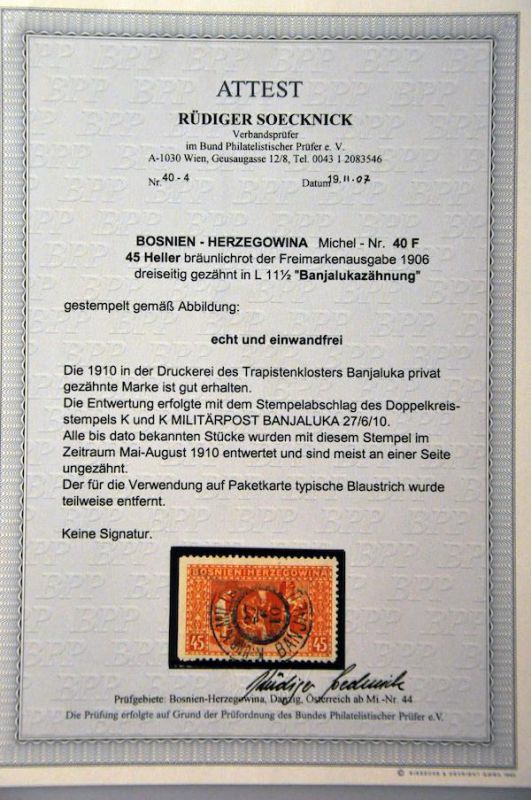 ATTEST
RÜDIGER SOECKNICK
Verbandsprüfer
im Bund Philatelistischer Prüfer e. V.
A-1030 Wien, Geusaugasse 12/8, Tel. 0043 1 2083546
Nr. 40 - 4 Datum 19.11.07
BOSNIEN - HERZEGOWINA Michel - Nr. 40 F
45 Heller bräunlichrot der Freimarkenausgabe 1906
dreiseitig gezähnt in L 11½ "Banjalukazähnung"
gestempelt gemäß Abbildung:
echt und einwandfrei
Die 1910 in der Druckerei des Trapistenklosters Banjaluka privat
gezähnte Marke ist gut erhalten.
Die Entwertung erfolgte mit dem Stempelabschlag des Doppelkreis-
stempels K und K MILITÄRPOST BANJALUKA 27/6/10.
Alle bis dato bekannten Stücke wurden mit diesem Stempel im
Zeitraum Mai-August 1910 entwertet und sind meist an einer Seite
ungezähnt.
Der für die Verwendung auf Paketkarte typische Blaustrich wurde
teilweise entfernt.
Keine Signatur.
BOSNIEN-HERZEGOWINA
45 45
BANJAL
Rüdiger Soecknick
Prüfgebiete: Bosnien-Herzegowina, Danzig, Österreich ab Mi.-Nr. 44
Die Prüfung erfolgte auf Grund der Prüfordnung des Bundes Philatelistischer Prüfer e.V.